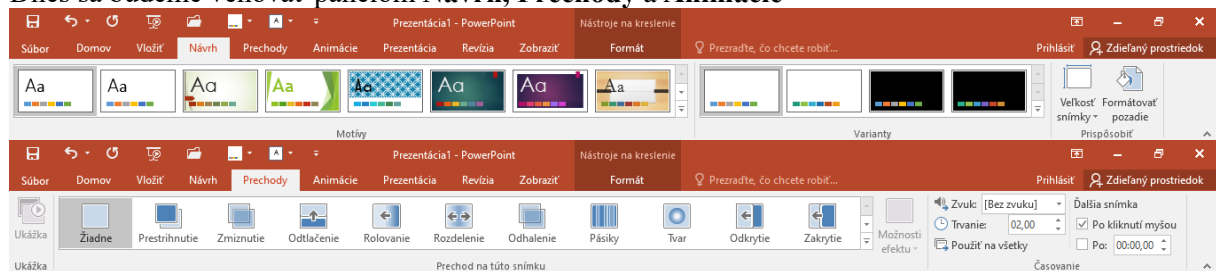 Dnes sa budeme venovať panelom Návrh, Prechody a Animácie
Prezentácia1 - PowerPoint Nástroje na kreslenie
Súbor Domov Vložiť Návrh Prechody Animácie Prezentácia Revízia Zobraziť Formát Prezraďte, čo chcete robiť... Prihlásiť Zdieľaný prostriedok
Aa Aa Aa Aa Aa Aa Aa Aa
Veľkosť snímky Formátovať pozadie
Motívy Varianty Prispôsobiť
Prezentácia1 - PowerPoint Nástroje na kreslenie
Súbor Domov Vložiť Návrh Prechody Animácie Prezentácia Revízia Zobraziť Formát Prezraďte, čo chcete robiť... Prihlásiť Zdieľaný prostriedok
Ukážka Žiadne Prestrihnutie Zmiznutie Odtlačenie Rolovanie Rozdelenie Odhalenie Pásiky Tvar Odkrytie Zakrytie Možnosti efektu
Zvuk: [Bez zvuku] Ďalšia snímka
Trvanie: 02,00 Po kliknutí myšou
Použiť na všetky Po: 00:00,00
Ukážka Prechod na túto snímku Časovanie